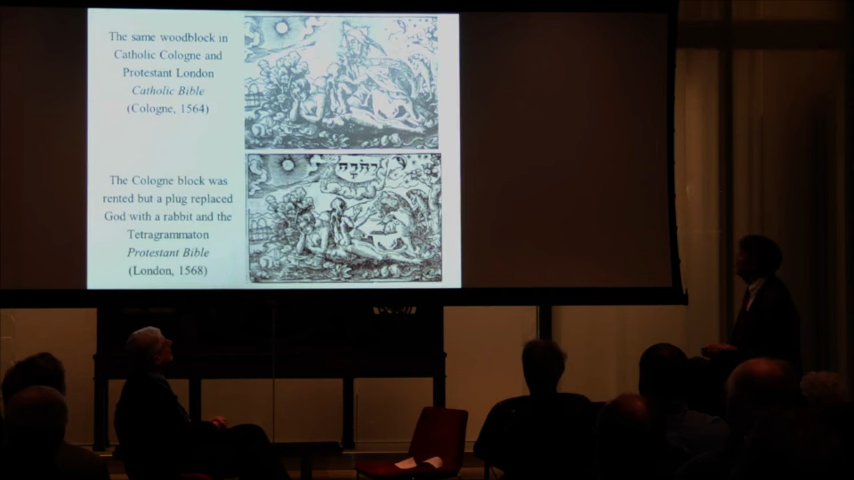 The same woodblock in
Catholic Cologne and
Protestant London
Catholic Bible
(Cologne, 1564)
The Cologne block was
rented but a plug replaced
God with a rabbit and the
Tetragrammaton
Protestant Bible
(London, 1568)